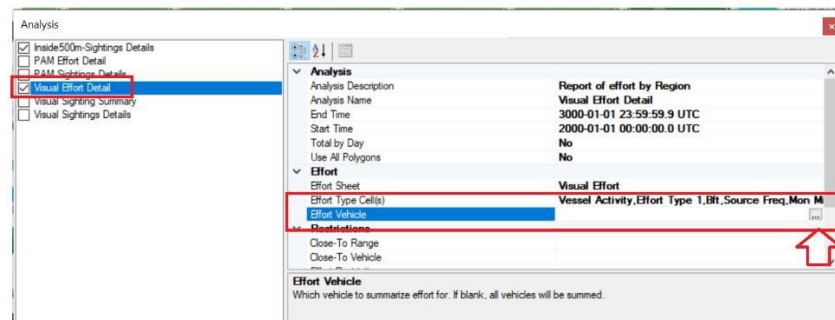 Analysis
Inside500m-Sightings Details
PAM Effort Detail
PAM Sightings Details
Visual Effort Detail
Visual Sighting Summary
Visual Sightings Details
Analysis
Analysis Description Report of effort by Region
Analysis Name Visual Effort Detail
End Time 3000-01-01 23:59:59.9 UTC
Start Time 2000-01-01 00:00:00.0 UTC
Total by Day No
Use All Polygons No
Effort
Effort Sheet Visual Effort
Effort Type Cell(s) Vessel Activity,Effort Type 1,Bft,Source Freq,Mon Mi
Effort Vehicle ...
Restrictions
Close-To Range
Close-To Vehicle
Effort Vehicle
Which vehicle to summarize effort for. If blank, all vehicles will be summed.